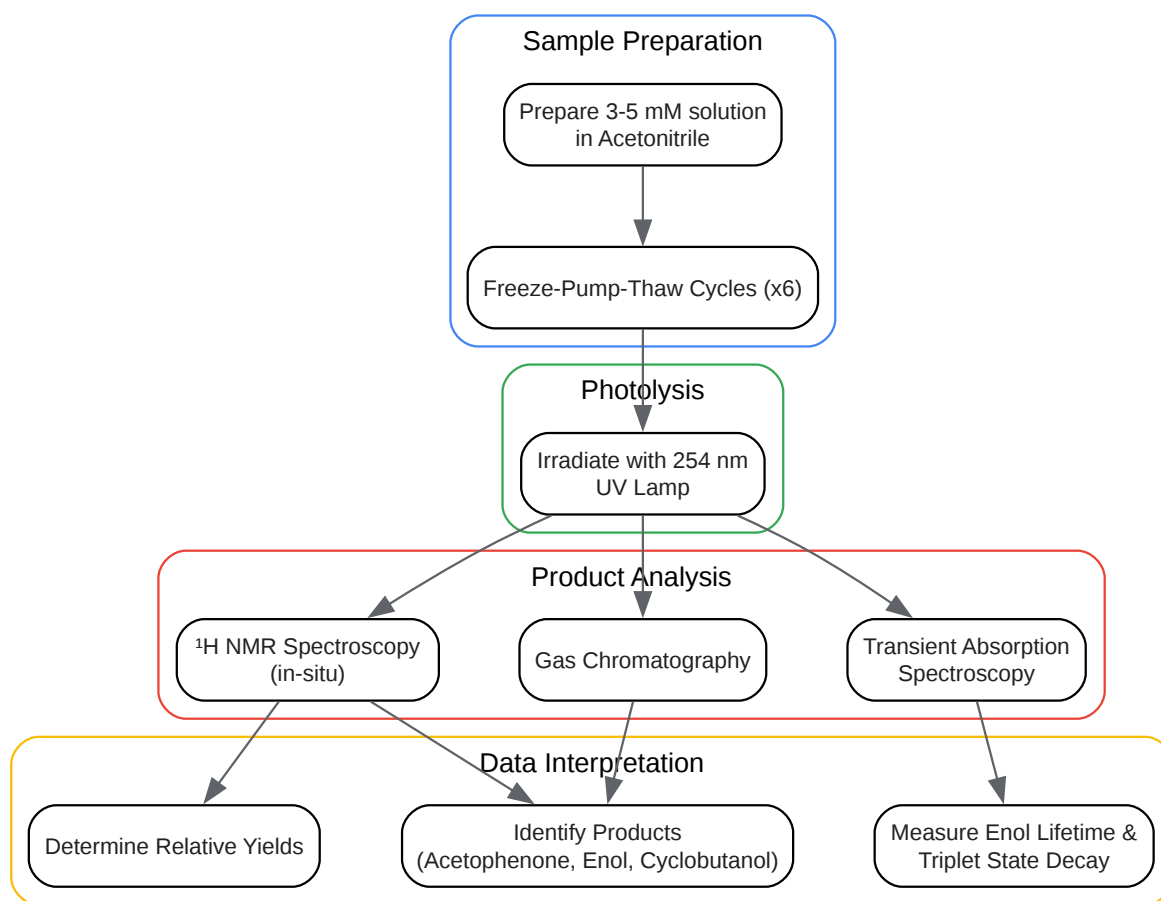 Sample Preparation
Prepare 3-5 mM solution
in Acetonitrile
Freeze-Pump-Thaw Cycles (x6)
Photolysis
Irradiate with 254 nm
UV Lamp
Product Analysis
¹H NMR Spectroscopy
(in-situ)
Gas Chromatography
Transient Absorption
Spectroscopy
Data Interpretation
Determine Relative Yields
Identify Products
(Acetophenone, Enol, Cyclobutanol)
Measure Enol Lifetime &
Triplet State Decay